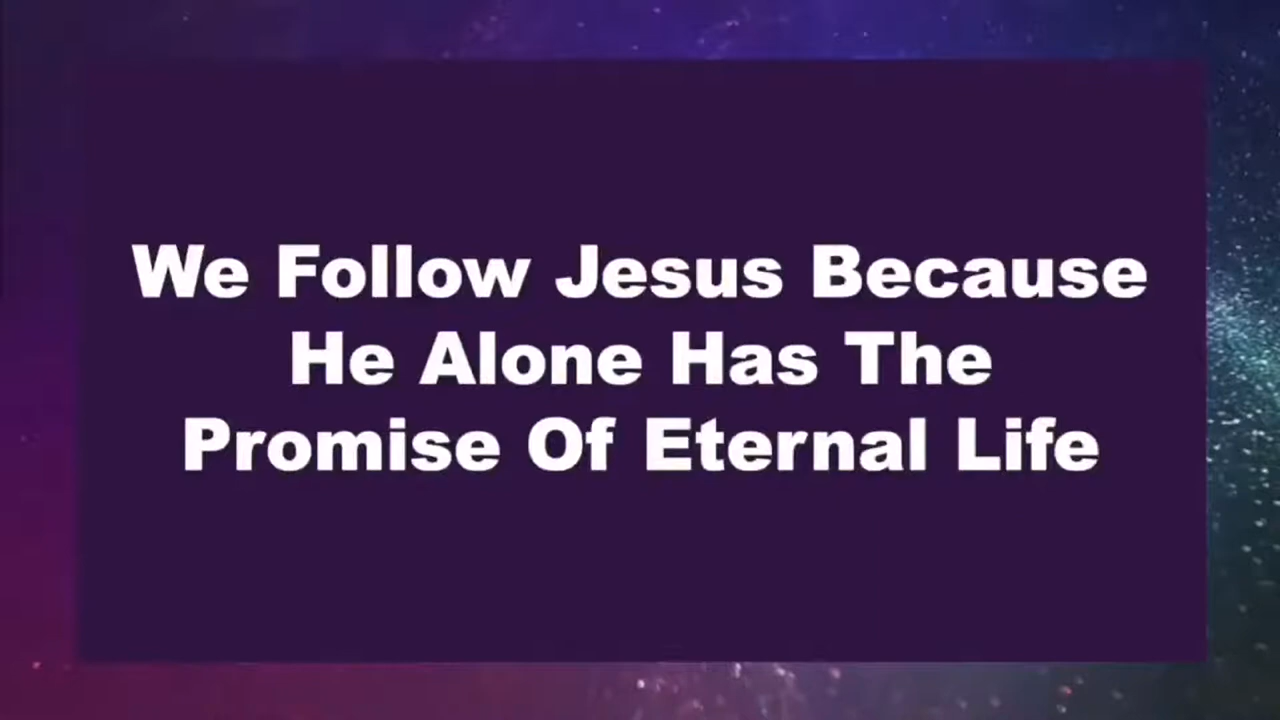 We Follow Jesus Because
He Alone Has The
Promise Of Eternal Life